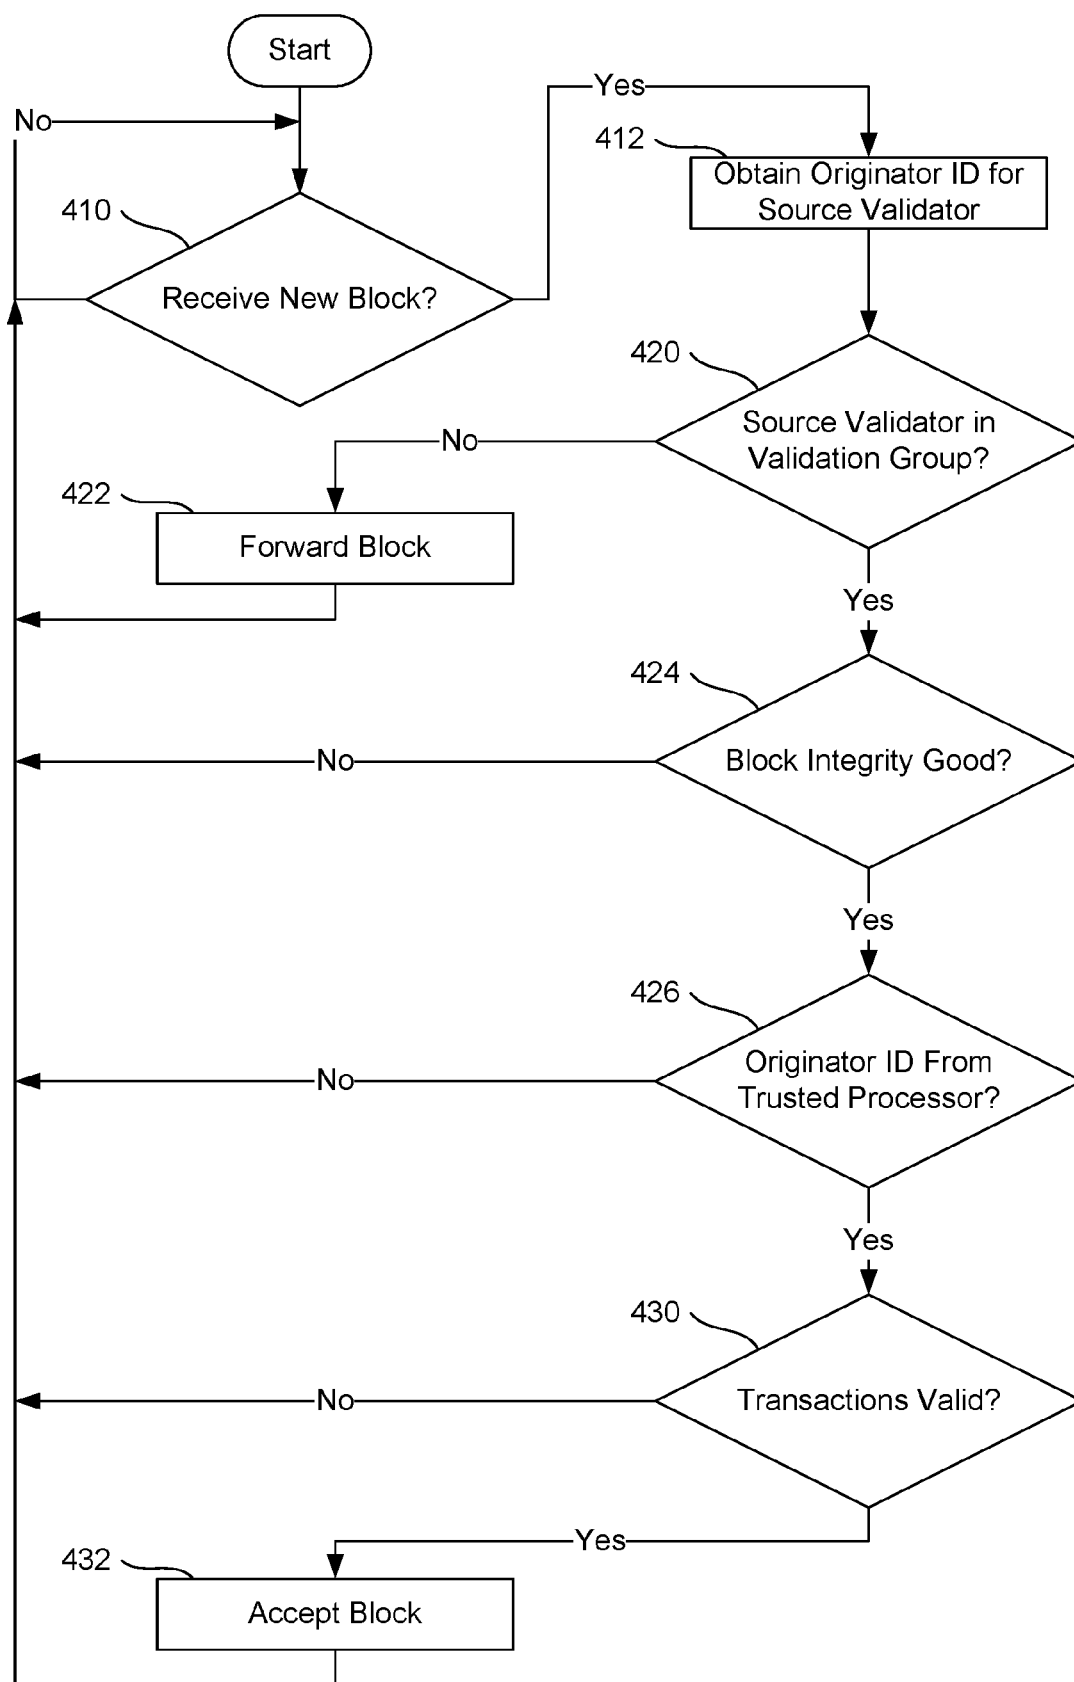 Start
No
Yes
412
Obtain Originator ID for
Source Validator
410
Receive New Block?
420
Source Validator in
Validation Group?
No
422
Forward Block
Yes
424
Block Integrity Good?
No
Yes
426
Originator ID From
Trusted Processor?
No
Yes
430
Transactions Valid?
No
Yes
432
Accept Block